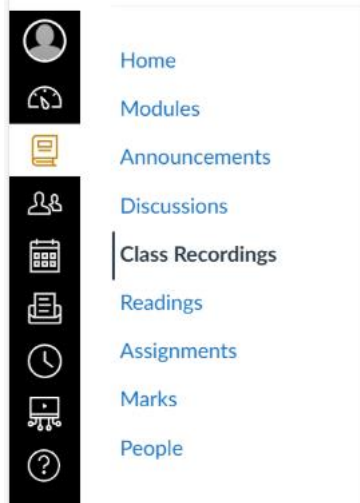 Home
Modules
Announcements
Discussions
Class Recordings
Readings
Assignments
Marks
People